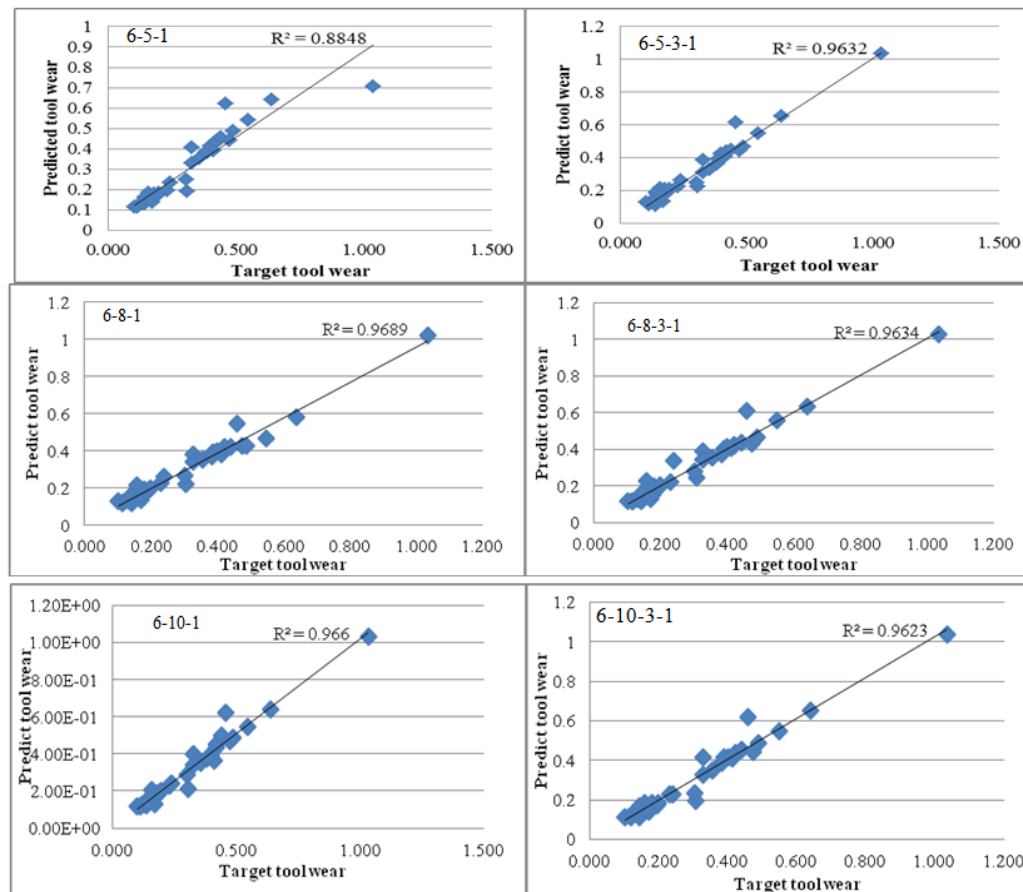 6-5-1
R² = 0.8848
Predicted tool wear
1
0.9
0.8
0.7
0.6
0.5
0.4
0.3
0.2
0.1
0
0.000 0.500 1.000 1.500
Target tool wear
6-5-3-1
R² = 0.9632
Predict tool wear
1.2
1
0.8
0.6
0.4
0.2
0
0.000 0.500 1.000 1.500
Target tool wear
6-8-1
R² = 0.9689
Predict tool wear
1.2
1
0.8
0.6
0.4
0.2
0
0.000 0.200 0.400 0.600 0.800 1.000 1.200
Target tool wear
6-8-3-1
R² = 0.9634
Predict tool wear
1.2
1
0.8
0.6
0.4
0.2
0
0.000 0.200 0.400 0.600 0.800 1.000 1.200
Target tool wear
6-10-1
R² = 0.966
Predict tool wear
1.20E+00
1.00E+00
8.00E-01
6.00E-01
4.00E-01
2.00E-01
0.00E+00
0.000 0.500 1.000 1.500
Target tool wear
6-10-3-1
R² = 0.9623
Predict tool wear
1.2
1
0.8
0.6
0.4
0.2
0
0.000 0.200 0.400 0.600 0.800 1.000 1.200
Target tool wear